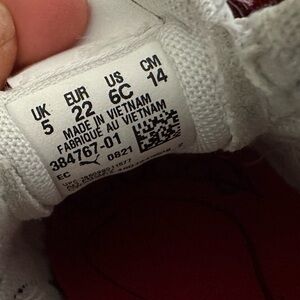 UK EUR US CM
5 22 6C 14
MADE IN VIETNAM
FABRIQUE AU VIETNAM
384767-01 0821
EC